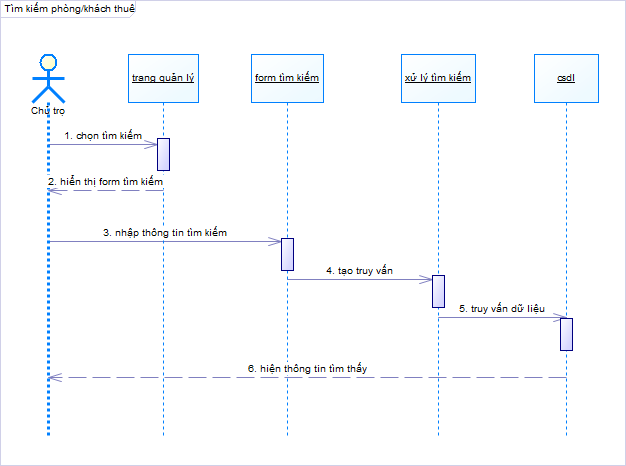 Tìm kiếm phòng/khách thuê
trang quản lý
form tìm kiếm
xử lý tìm kiếm
csdl
Chủ trọ
1. chọn tìm kiếm
2. hiển thị form tìm kiếm
3. nhập thông tin tìm kiếm
4. tạo truy vấn
5. truy vấn dữ liệu
6. hiện thông tin tìm thấy